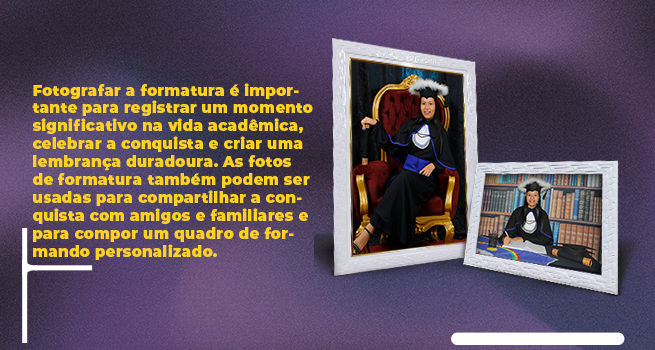 Fotografar a formatura é impor-
tante para registrar um momento
significativo na vida acadêmica,
celebrar a conquista e criar uma
lembrança duradoura. As fotos
de formatura também podem ser
usadas para compartilhar a con-
quista com amigos e familiares e
para compor um quadro de for-
mando personalizado.